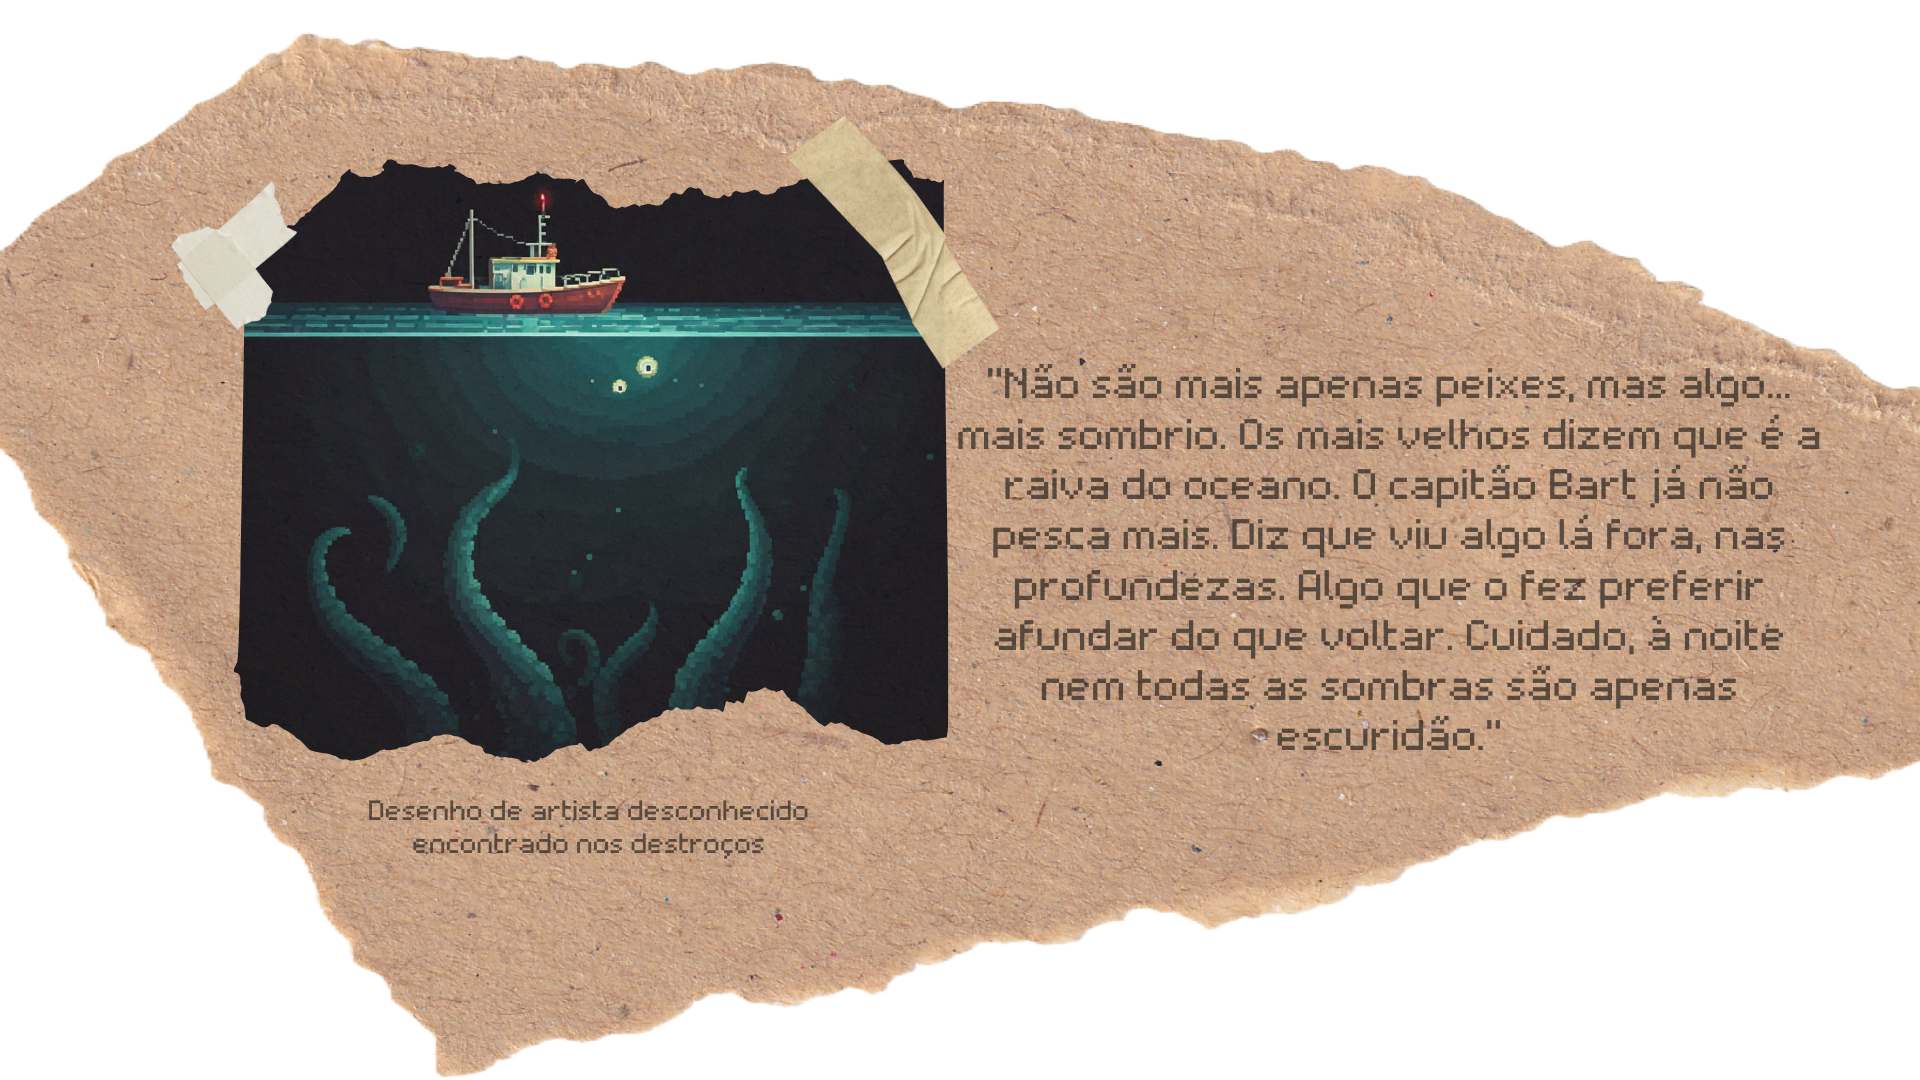 "Não são mais apenas peixes, mas algo...
mais sombrio. Os mais velhos dizem que é a
raiva do oceano. O capitão Bart já não
pesca mais. Diz que viu algo lá fora, nas
profundezas. Algo que o fez preferir
afundar do que voltar. Cuidado, à noite
nem todas as sombras são apenas
escuridão."
Desenho de artista desconhecido
encontrado nos destroços